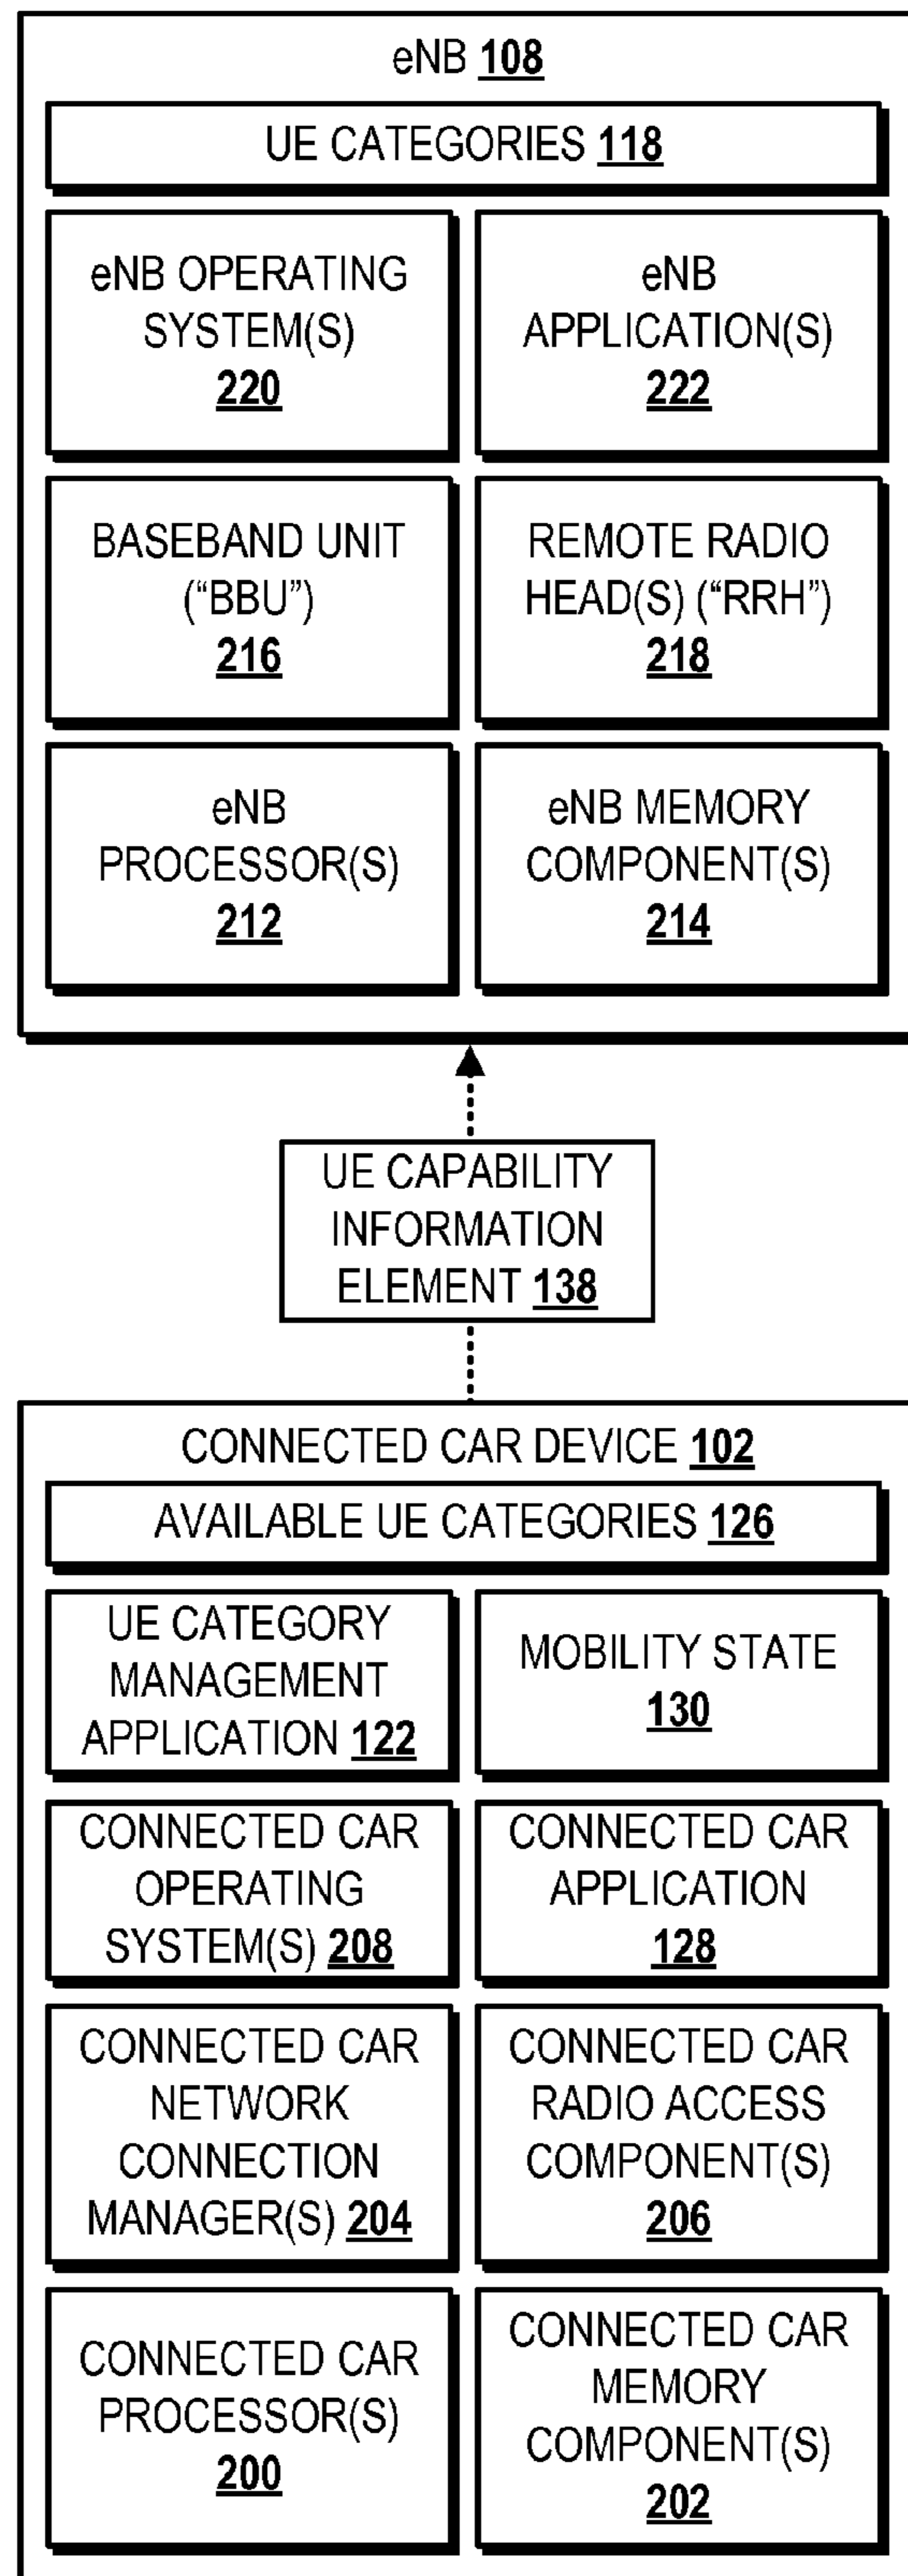 eNB 108
UE CATEGORIES 118
eNB OPERATING
SYSTEM(S)
220
eNB
APPLICATION(S)
222
BASEBAND UNIT
(“BBU”)
216
REMOTE RADIO
HEAD(S) (“RRH”)
218
eNB
PROCESSOR(S)
212
eNB MEMORY
COMPONENT(S)
214
UE CAPABILITY
INFORMATION
ELEMENT 138
CONNECTED CAR DEVICE 102
AVAILABLE UE CATEGORIES 126
UE CATEGORY
MANAGEMENT
APPLICATION 122
MOBILITY STATE
130
CONNECTED CAR
OPERATING
SYSTEM(S) 208
CONNECTED CAR
APPLICATION
128
CONNECTED CAR
NETWORK
CONNECTION
MANAGER(S) 204
CONNECTED CAR
RADIO ACCESS
COMPONENT(S)
206
CONNECTED CAR
PROCESSOR(S)
200
CONNECTED CAR
MEMORY
COMPONENT(S)
202